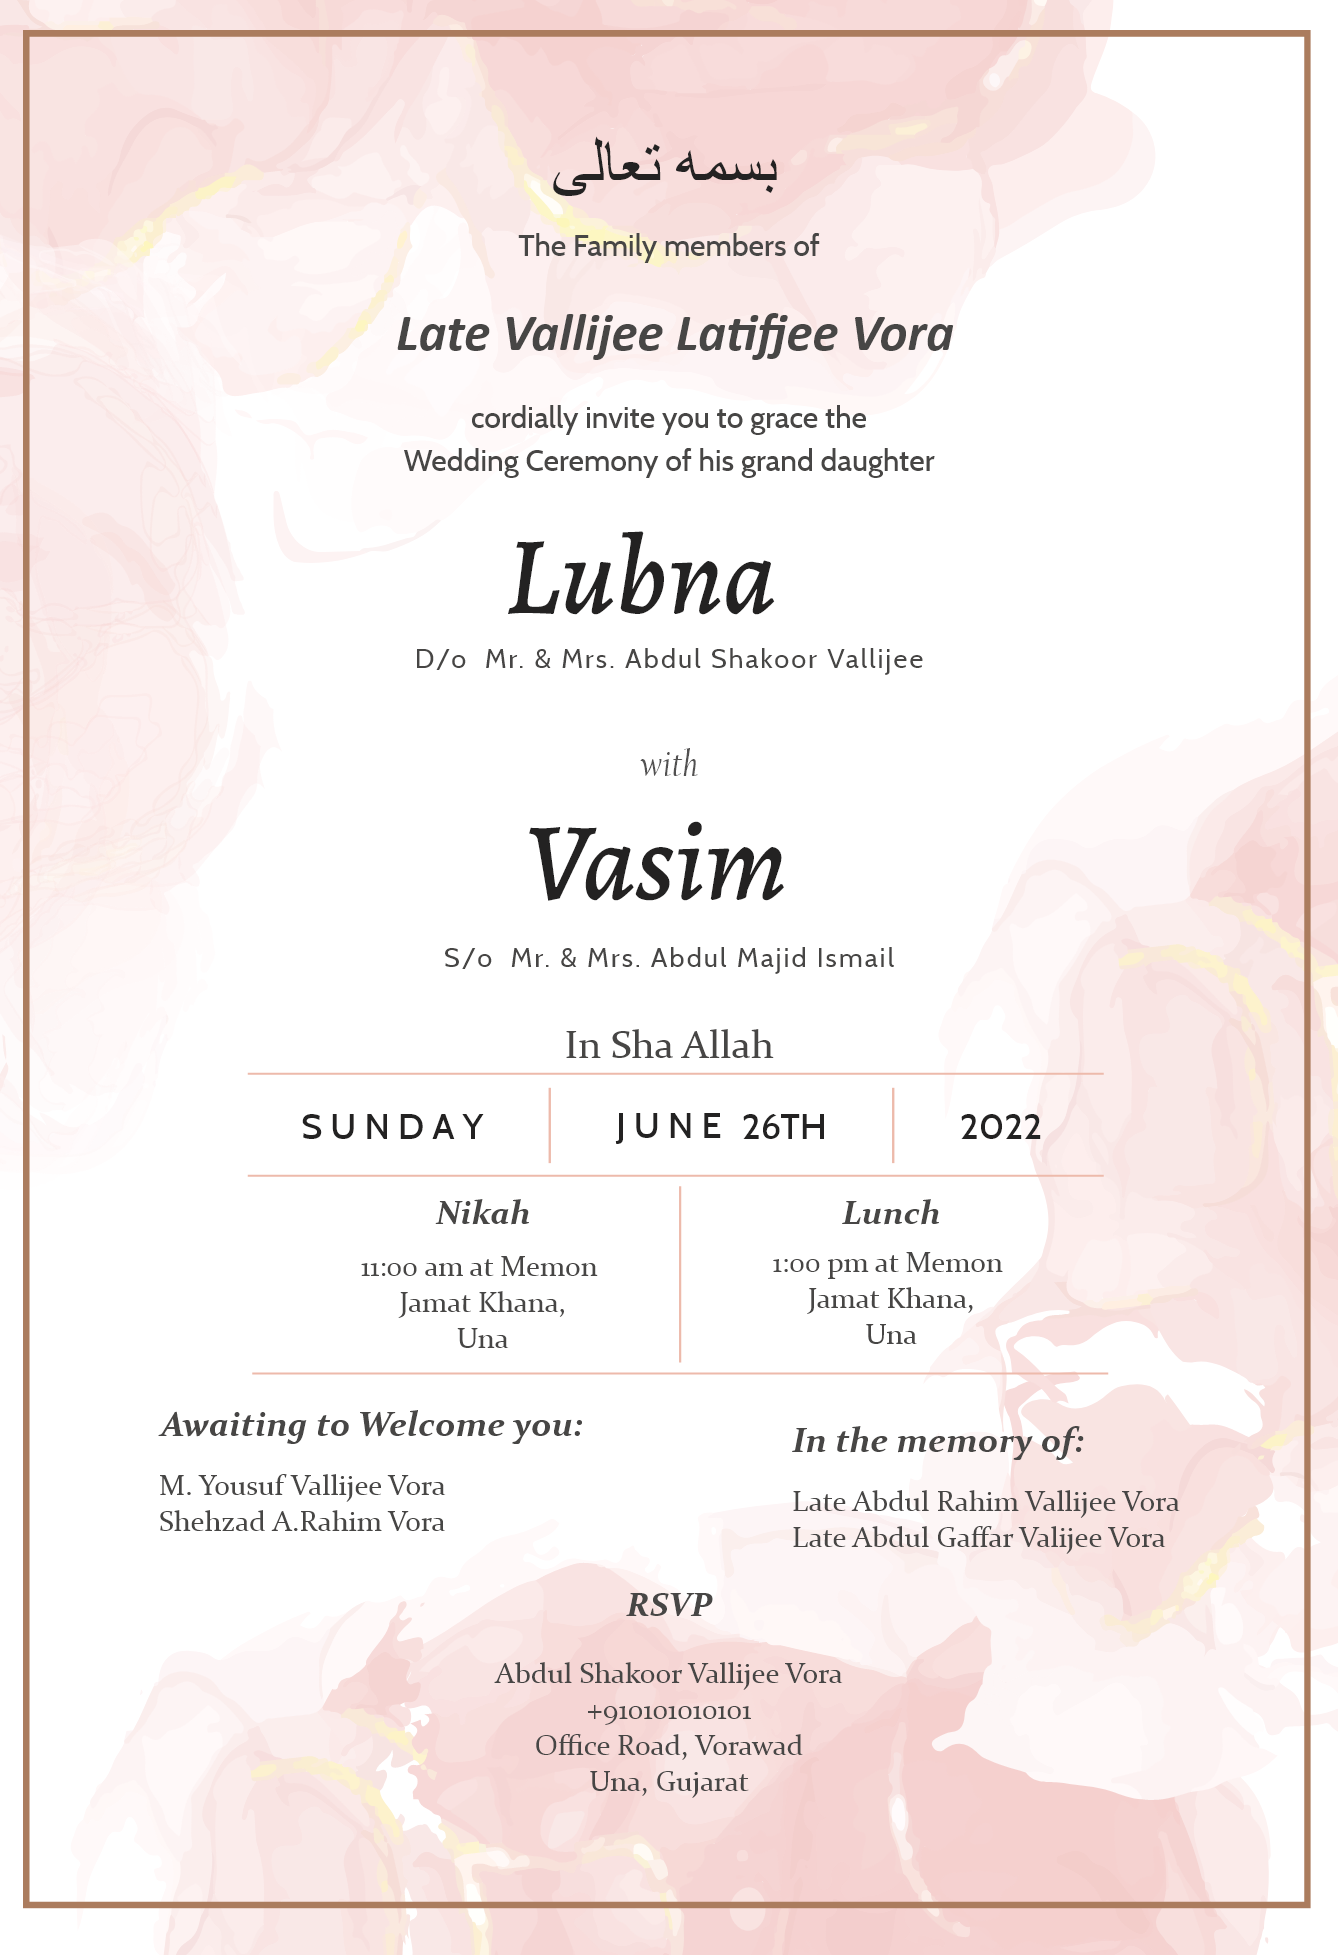 بسمه تعالى
The Family members of
Late Vallijee Latifjee Vora
cordially invite you to grace the
Wedding Ceremony of his grand daughter
Lubna
D/o Mr. & Mrs. Abdul Shakoor Vallijee
with
Vasim
S/o Mr. & Mrs. Abdul Majid Ismail
In Sha Allah
SUNDAY JUNE 26TH 2022
Nikah
11:00 am at Memon
Jamat Khana,
Una
Lunch
1:00 pm at Memon
Jamat Khana,
Una
Awaiting to Welcome you:
M. Yousuf Vallijee Vora
Shehzad A.Rahim Vora
In the memory of:
Late Abdul Rahim Vallijee Vora
Late Abdul Gaffar Valijee Vora
RSVP
Abdul Shakoor Vallijee Vora
+910101010101
Office Road, Vorawad
Una, Gujarat